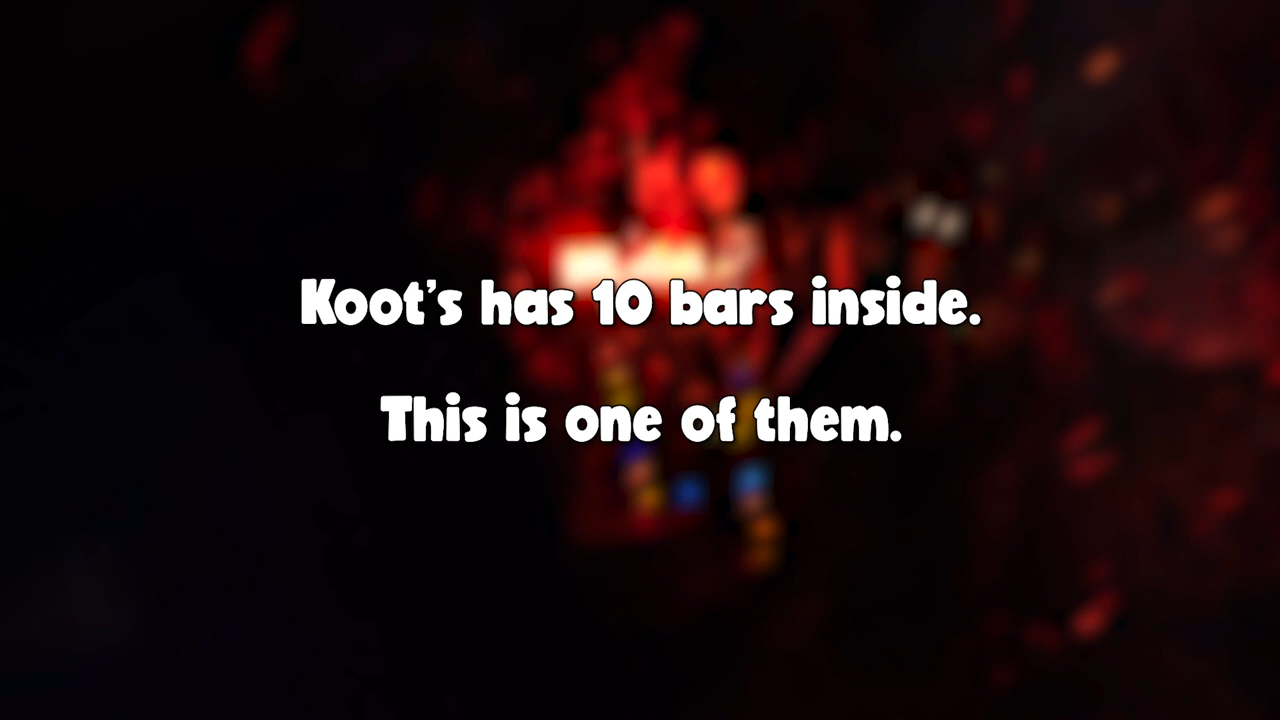 Koot’s has 10 bars inside.
This is one of them.